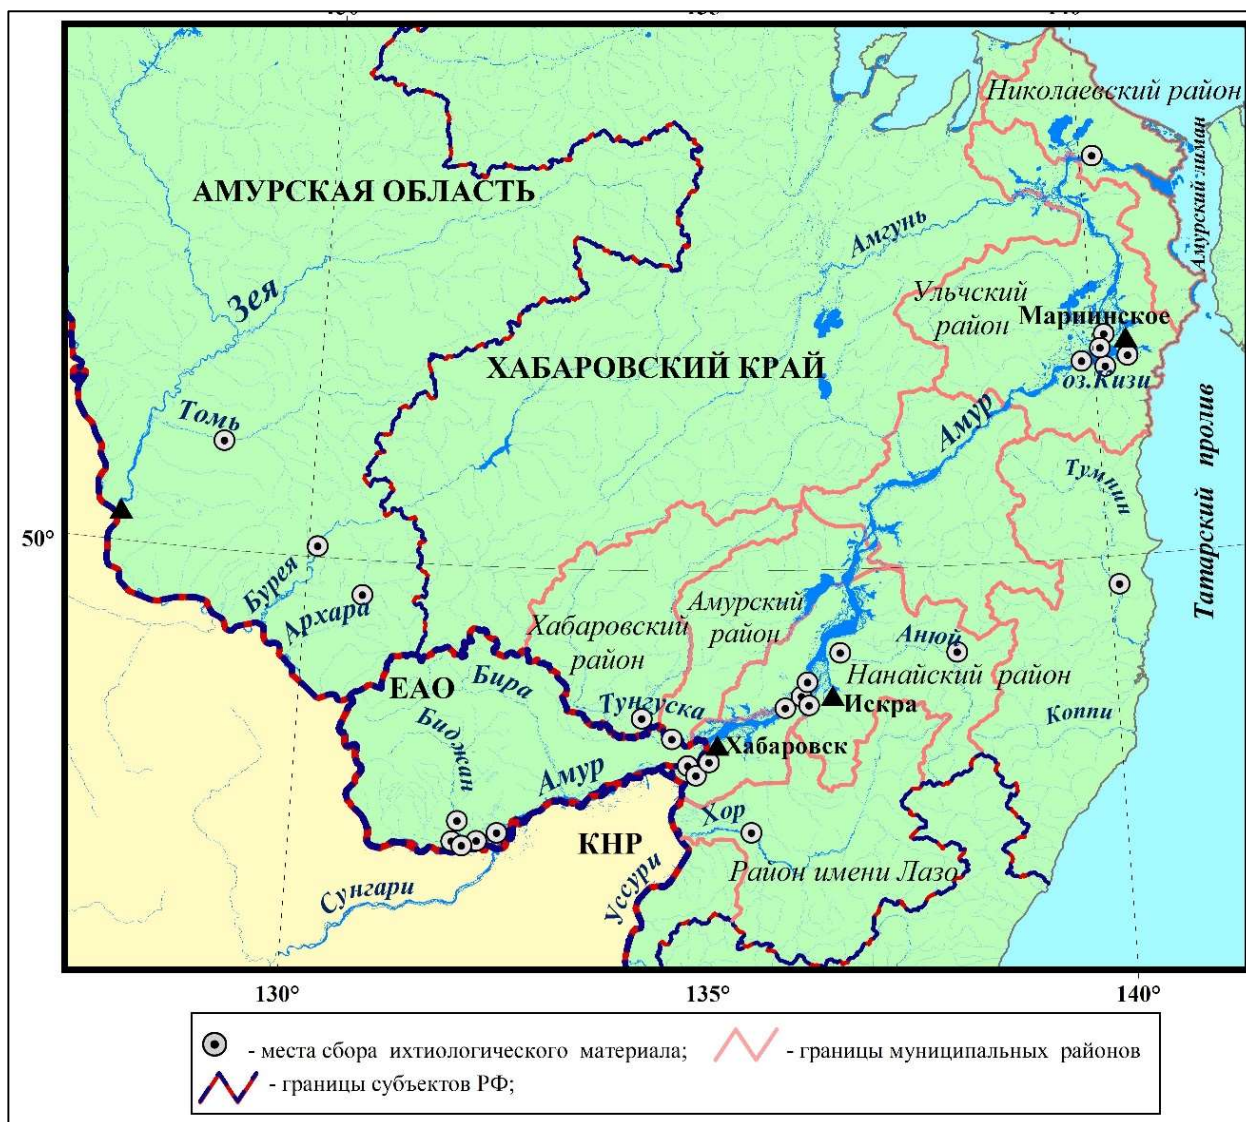 Николаевский район
Амурский лиман
АМУРСКАЯ ОБЛАСТЬ
Амгунь
Зея
Ульчский
район
Мариинское
ХАБАРОВСКИЙ КРАЙ
оз.Кизи
Томь
Амур
Татарский пролив
Тумнин
50°
Бурея
Архара
Амурский
район
Хабаровский
район
Анюй
Нанайский район
ЕАО
Бира
Тунгуска
Искра
Коппи
Биджан
Хабаровск
Амур
Хор
КНР
Район имени Лазо
Сунгари
Уссури
130°
135°
140°
- места сбора ихтиологического материала;
- границы муниципальных районов
- границы субъектов РФ;